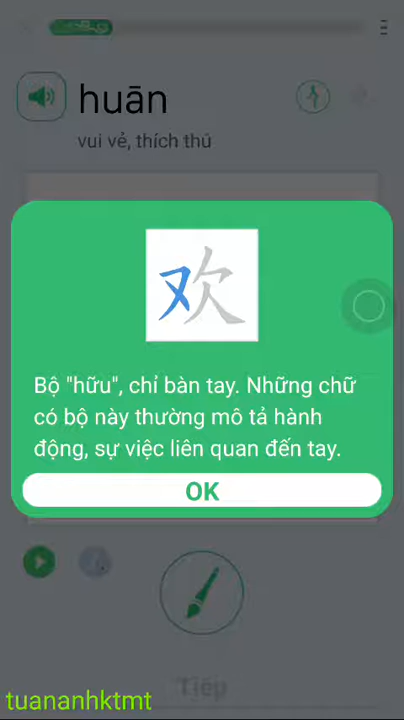 huān
vui vẻ, thích thú
欢
Bộ "hữu", chỉ bàn tay. Những chữ
có bộ này thường mô tả hành
động, sự việc liên quan đến tay.
OK
Tiếp
tuananhktmt